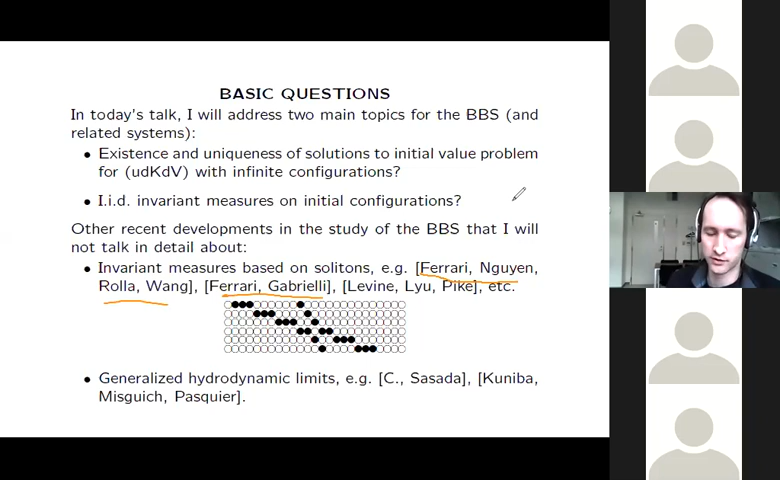 BASIC QUESTIONS
In today's talk, I will address two main topics for the BBS (and
related systems):
• Existence and uniqueness of solutions to initial value problem
for (udKdV) with infinite configurations?
• I.i.d. invariant measures on initial configurations?
Other recent developments in the study of the BBS that I will
not talk in detail about:
• Invariant measures based on solitons, e.g. [Ferrari, Nguyen,
Rolla, Wang], [Ferrari, Gabrielli], [Levine, Lyu, Pike], etc.
• Generalized hydrodynamic limits, e.g. [C., Sasada], [Kuniba,
Misguich, Pasquier].